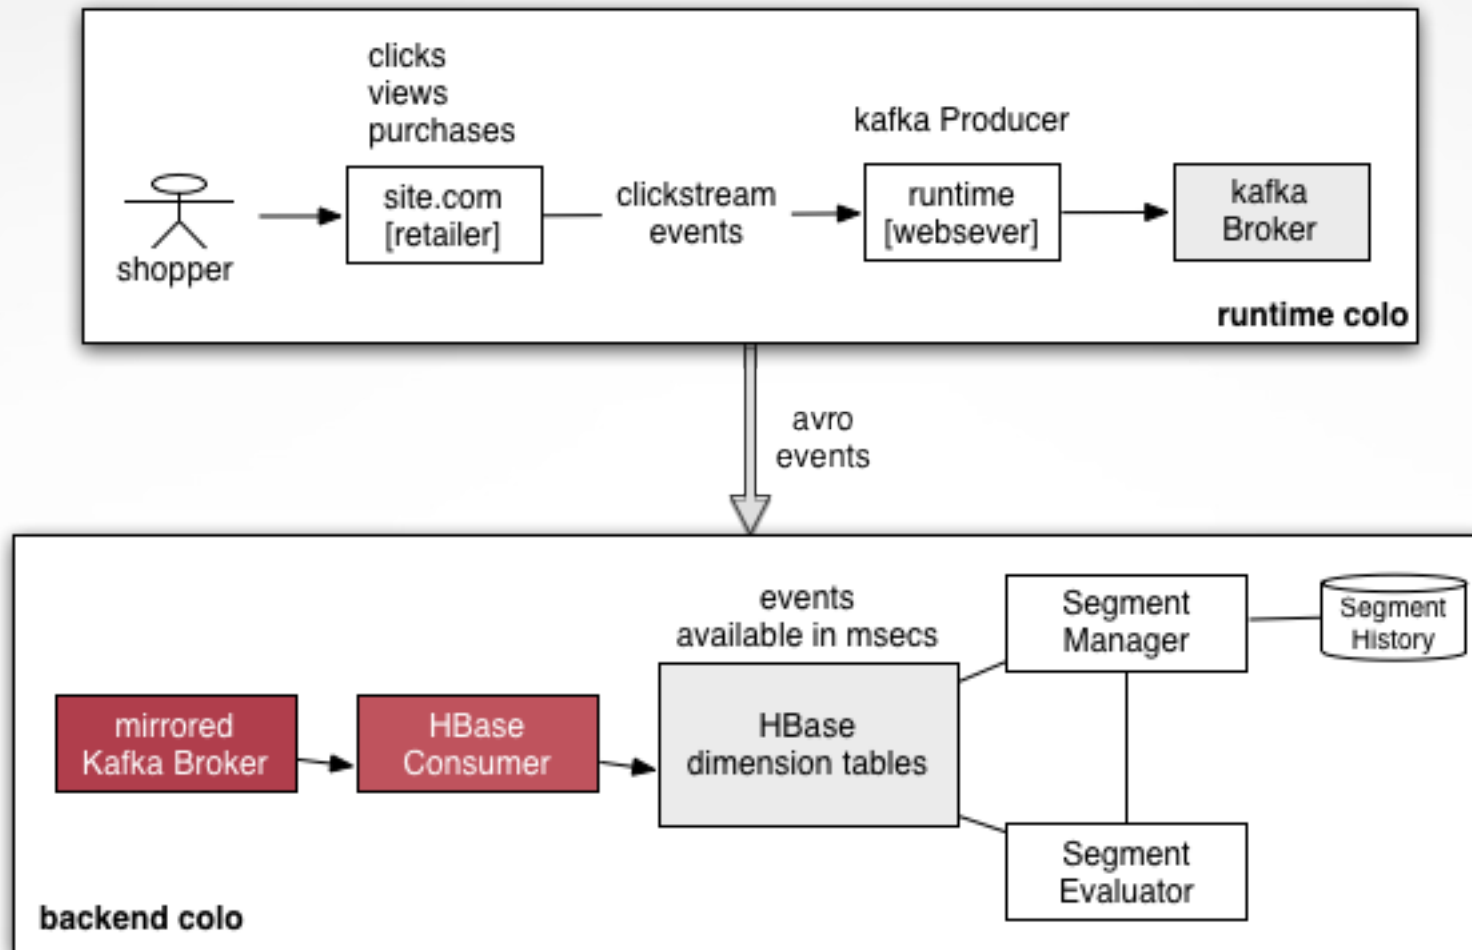 clicks
views
purchases
kafka Producer
site.com
[retailer]
clickstream
events
runtime
[websever]
kafka
Broker
shopper
runtime colo
avro
events
events
available in msecs
Segment
Manager
Segment
History
mirrored
Kafka Broker
HBase
Consumer
HBase
dimension tables
Segment
Evaluator
backend colo